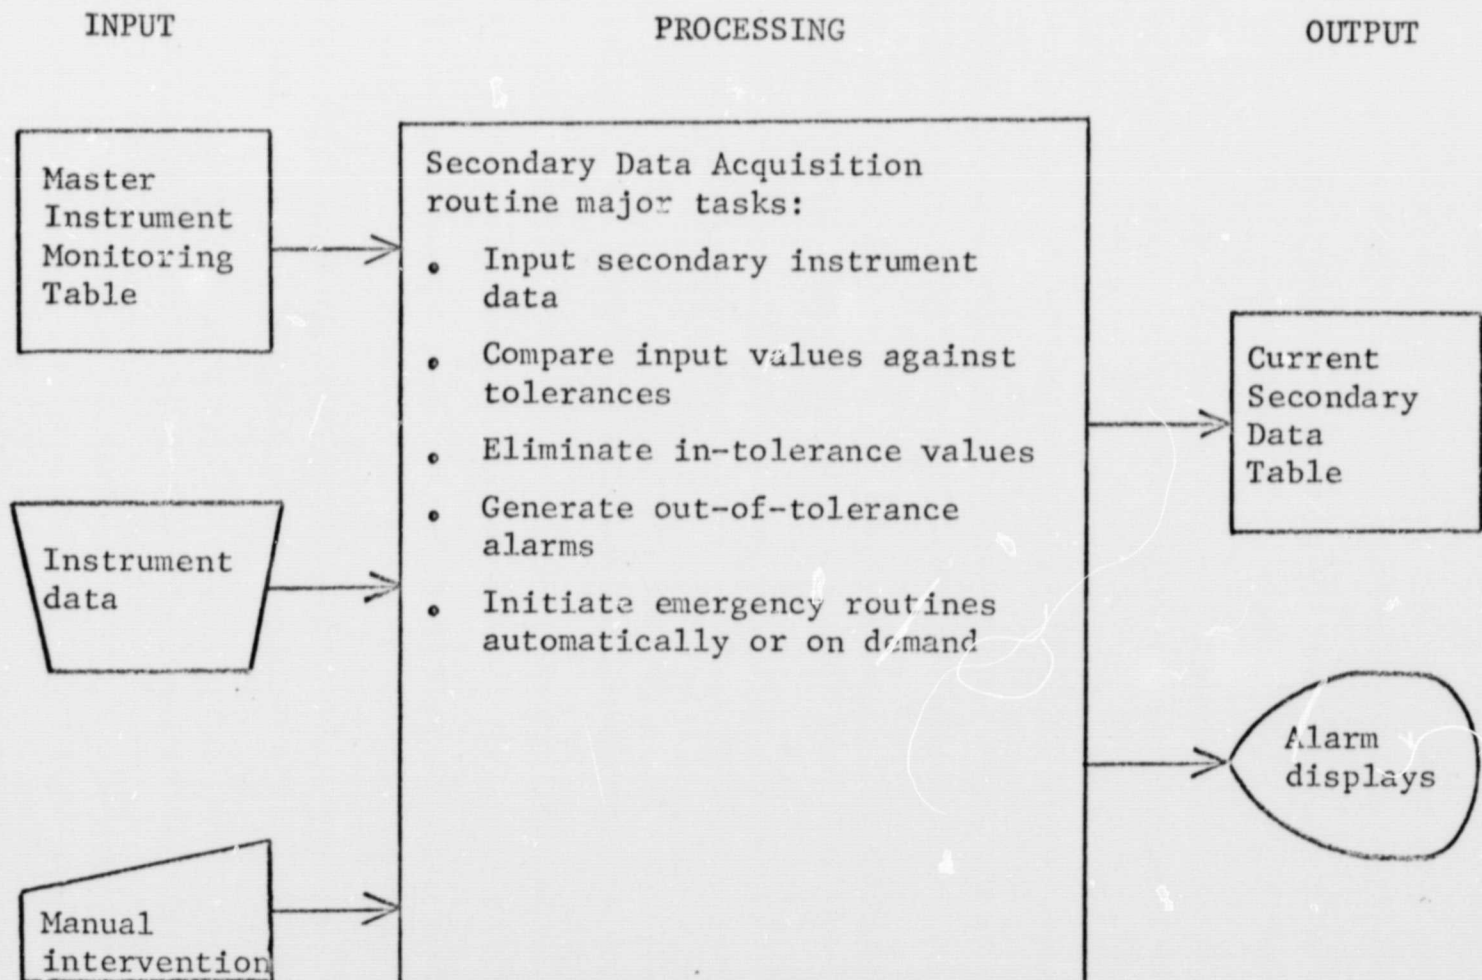 INPUT
PROCESSING
OUTPUT
Master
Instrument
Monitoring
Table
Instrument
data
Manual
intervention
Secondary Data Acquisition
routine major tasks:
• Input secondary instrument
data
• Compare input values against
tolerances
• Eliminate in-tolerance values
• Generate out-of-tolerance
alarms
• Initiate emergency routines
automatically or on demand
Current
Secondary
Data
Table
Alarm
displays